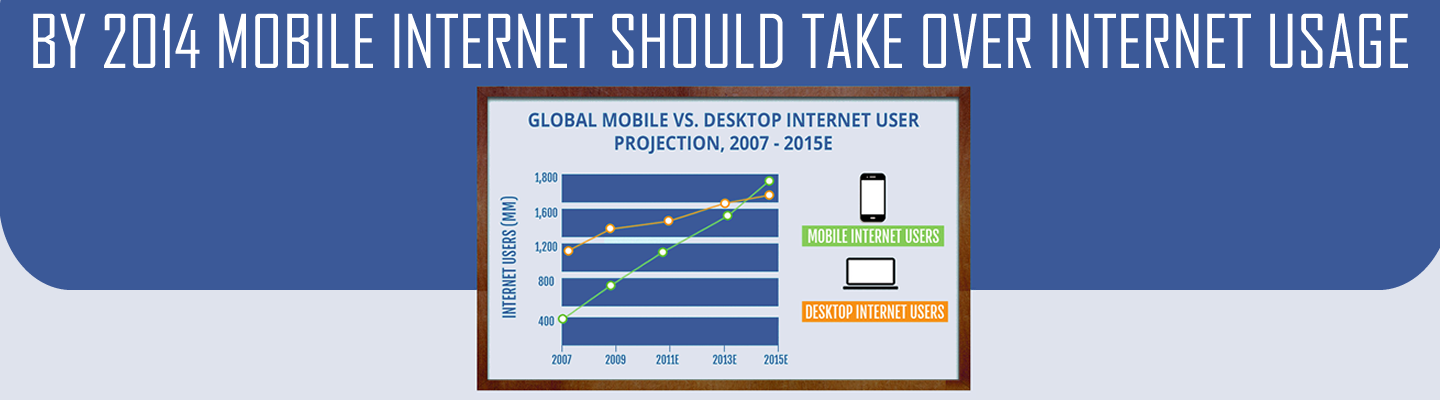 BY 2014 MOBILE INTERNET SHOULD TAKE OVER INTERNET USAGE
GLOBAL MOBILE VS. DESKTOP INTERNET USER
PROJECTION, 2007 - 2015E
INTERNET USERS (MM)
1,800
1,600
1,200
800
400
2007
2009
2011E
2013E
2015E
MOBILE INTERNET USERS
DESKTOP INTERNET USERS